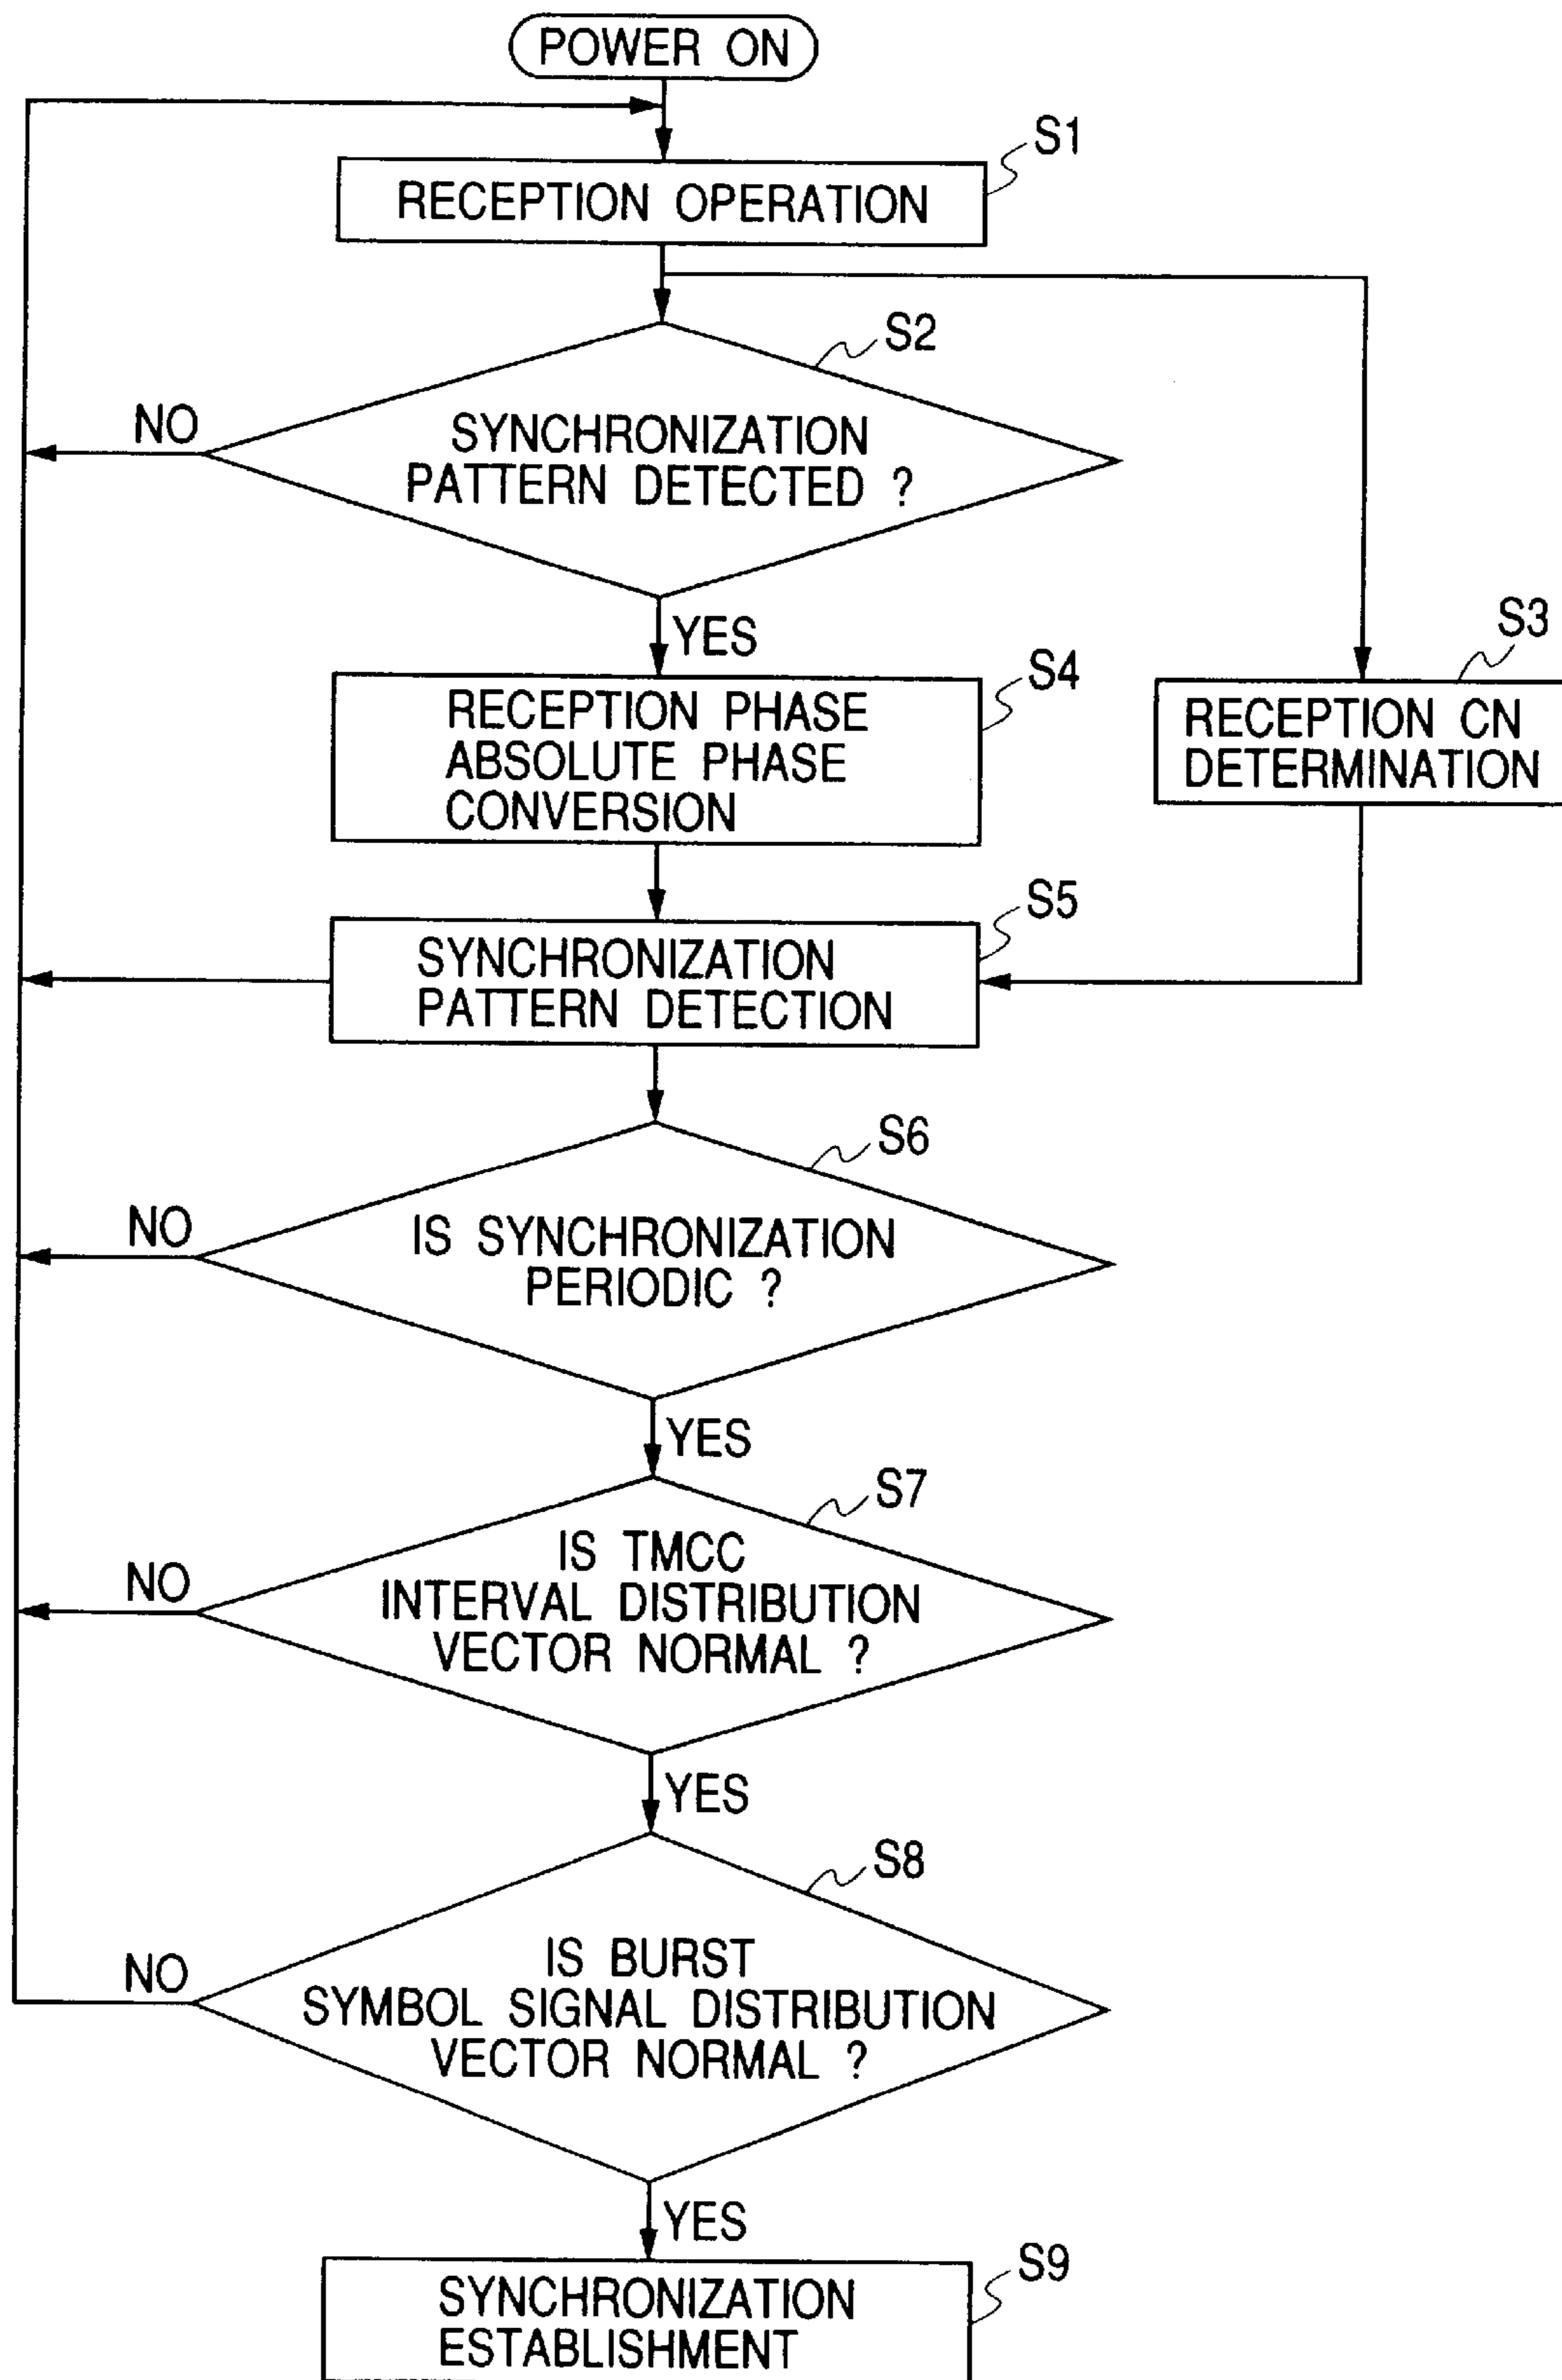 POWER ON
S1
RECEPTION OPERATION
S2
NO
SYNCHRONIZATION
PATTERN DETECTED ?
YES
S3
RECEPTION CN
DETERMINATION
S4
RECEPTION PHASE
ABSOLUTE PHASE
CONVERSION
S5
SYNCHRONIZATION
PATTERN DETECTION
S6
NO
IS SYNCHRONIZATION
PERIODIC ?
YES
S7
NO
IS TMCC
INTERVAL DISTRIBUTION
VECTOR NORMAL ?
YES
S8
NO
IS BURST
SYMBOL SIGNAL DISTRIBUTION
VECTOR NORMAL ?
YES
S9
SYNCHRONIZATION
ESTABLISHMENT